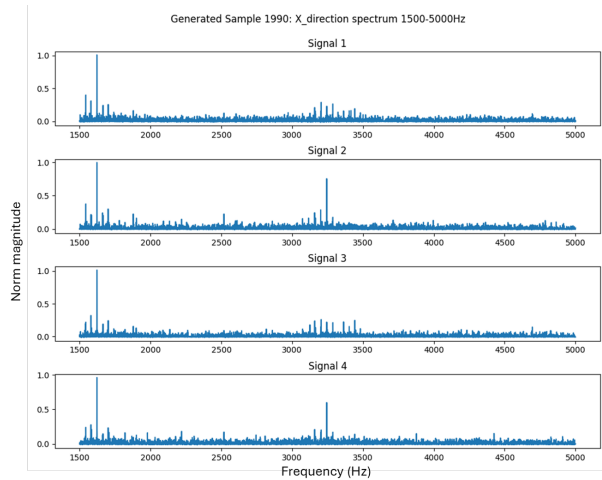 Generated Sample 1990: X_direction spectrum 1500-5000Hz
Signal 1
1.0
0.5
0.0
1500 2000 2500 3000 3500 4000 4500 5000
Signal 2
1.0
0.5
0.0
1500 2000 2500 3000 3500 4000 4500 5000
Norm magnitude
Signal 3
1.0
0.5
0.0
1500 2000 2500 3000 3500 4000 4500 5000
Signal 4
1.0
0.5
0.0
1500 2000 2500 3000 3500 4000 4500 5000
Frequency (Hz)